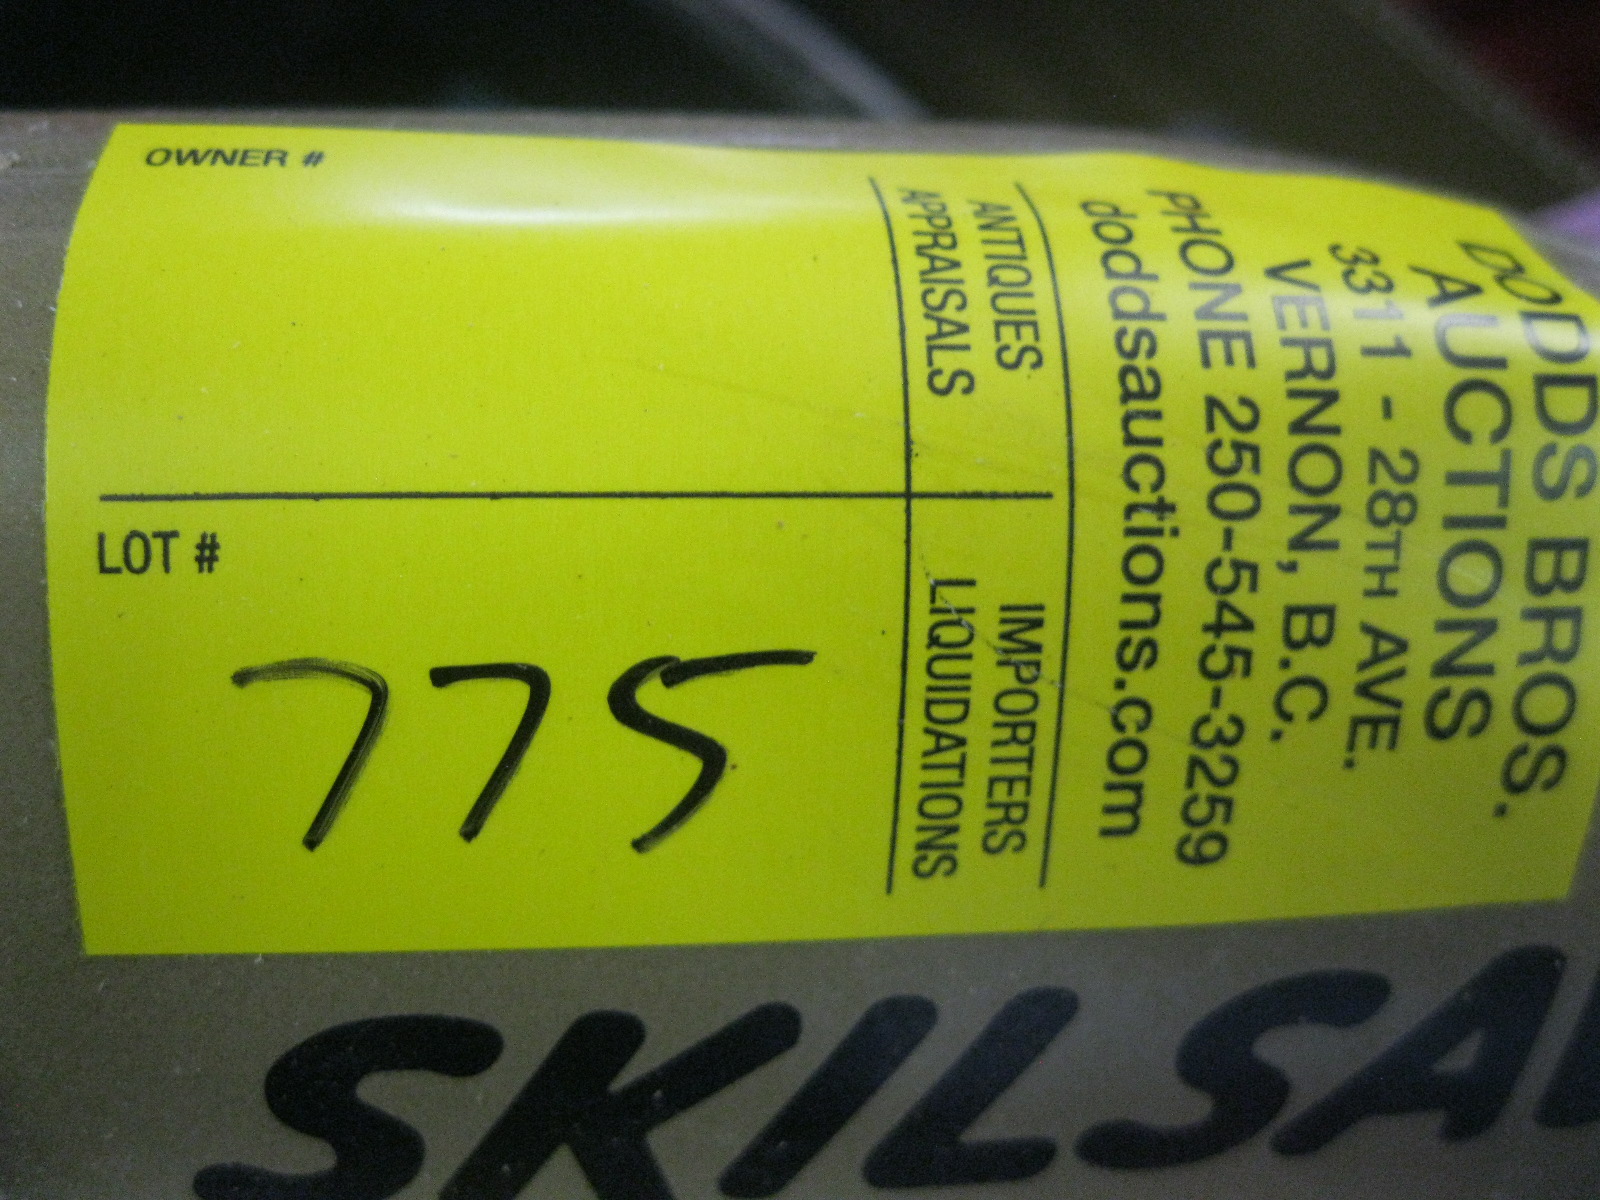 DODDS BROS.
AUCTIONS
3311 - 28TH AVE.
VERNON, B.C.
PHONE 250-545-3259
doddsauctions.com
ANTIQUES
APPRAISALS
IMPORTERS
LIQUIDATIONS
OWNER #
LOT #
775
SKILSAW